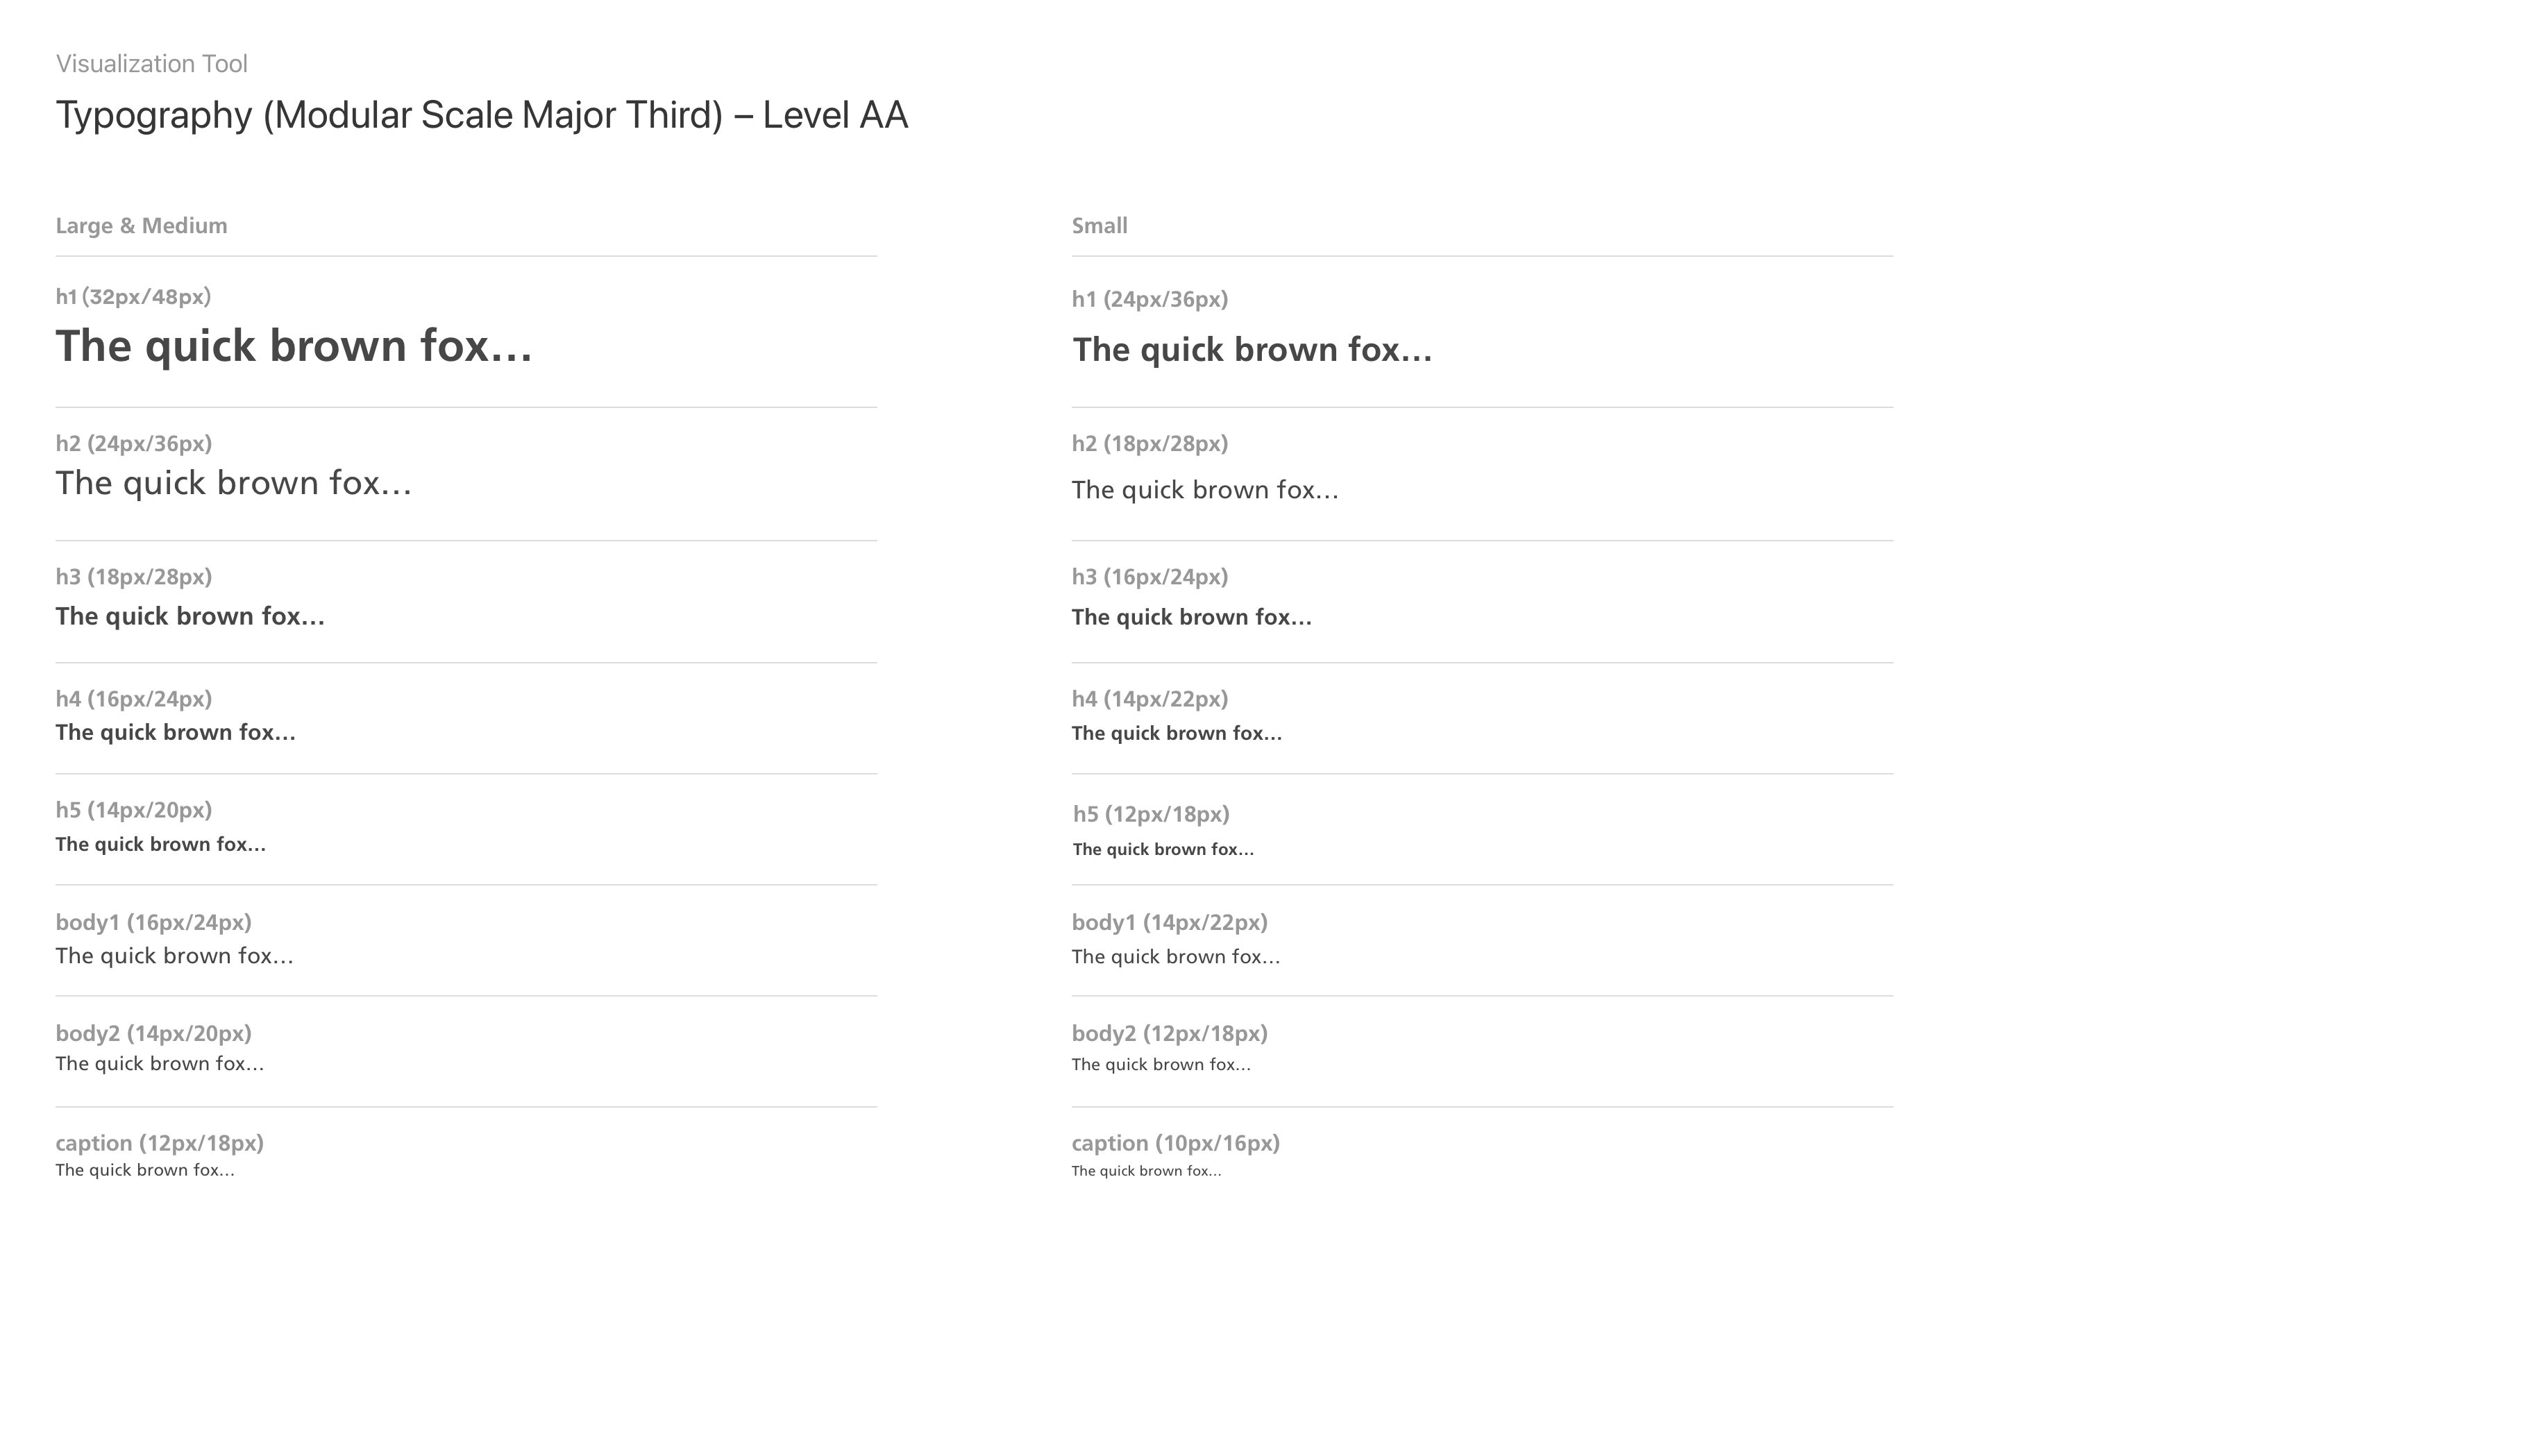 Visualization Tool
Typography (Modular Scale Major Third) – Level AA
Large & Medium
h1 (32px/48px)
The quick brown fox…
h2 (24px/36px)
The quick brown fox…
h3 (18px/28px)
The quick brown fox…
h4 (16px/24px)
The quick brown fox…
h5 (14px/20px)
The quick brown fox…
body1 (16px/24px)
The quick brown fox…
body2 (14px/20px)
The quick brown fox…
caption (12px/18px)
The quick brown fox…
Small
h1 (24px/36px)
The quick brown fox…
h2 (18px/28px)
The quick brown fox…
h3 (16px/24px)
The quick brown fox…
h4 (14px/22px)
The quick brown fox…
h5 (12px/18px)
The quick brown fox…
body1 (14px/22px)
The quick brown fox…
body2 (12px/18px)
The quick brown fox…
caption (10px/16px)
The quick brown fox…